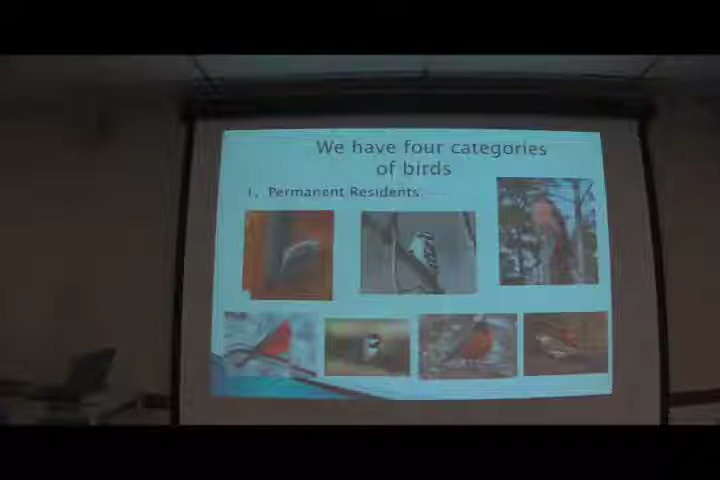 We have four categories
of birds
1. Permanent Residents